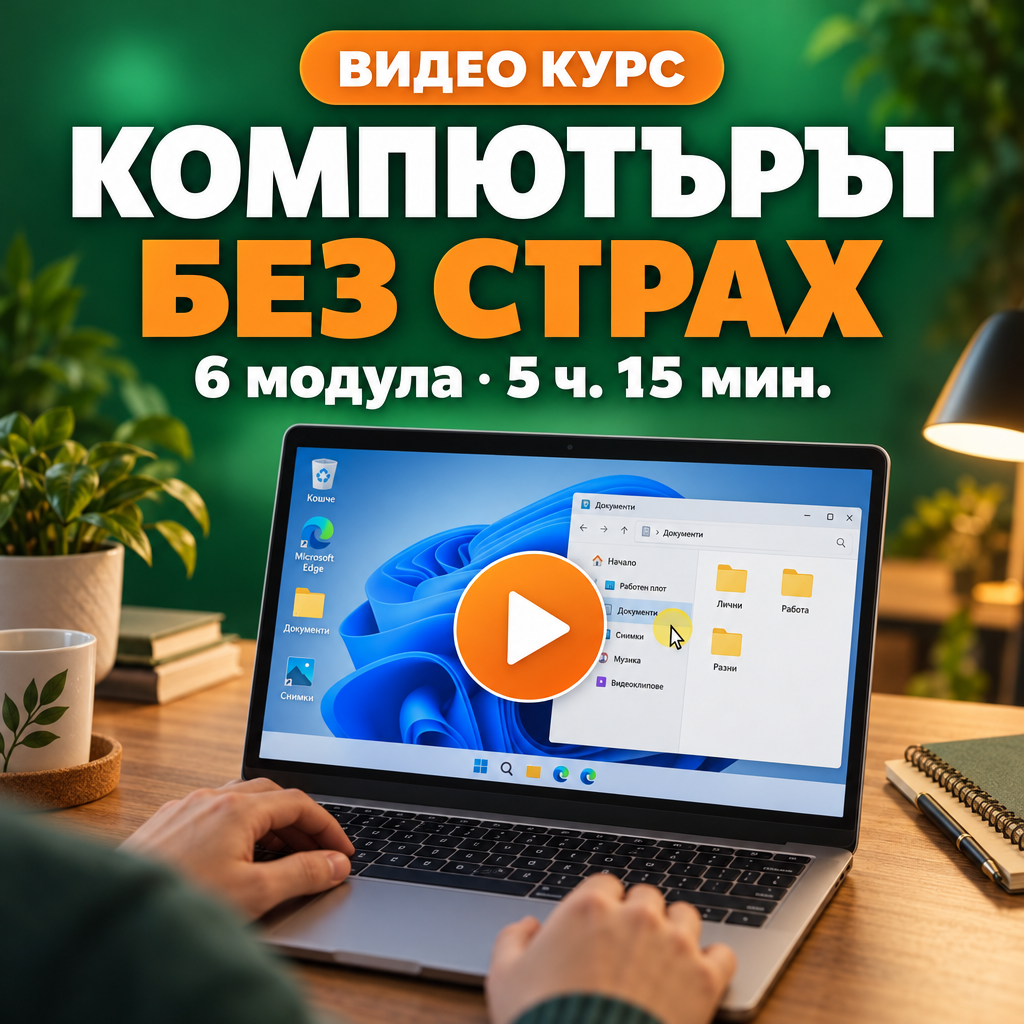 ВИДЕО КУРС
КОМПЮТЪРЪТ
БЕЗ СТРАХ
6 модула · 5 ч. 15 мин.
Кошче
Microsoft
Edge
Документи
Снимки
Документи
Документи
Начало
Работен плот
Документи
Снимки
Музика
Видеоклипове
Лични
Работа
Разни